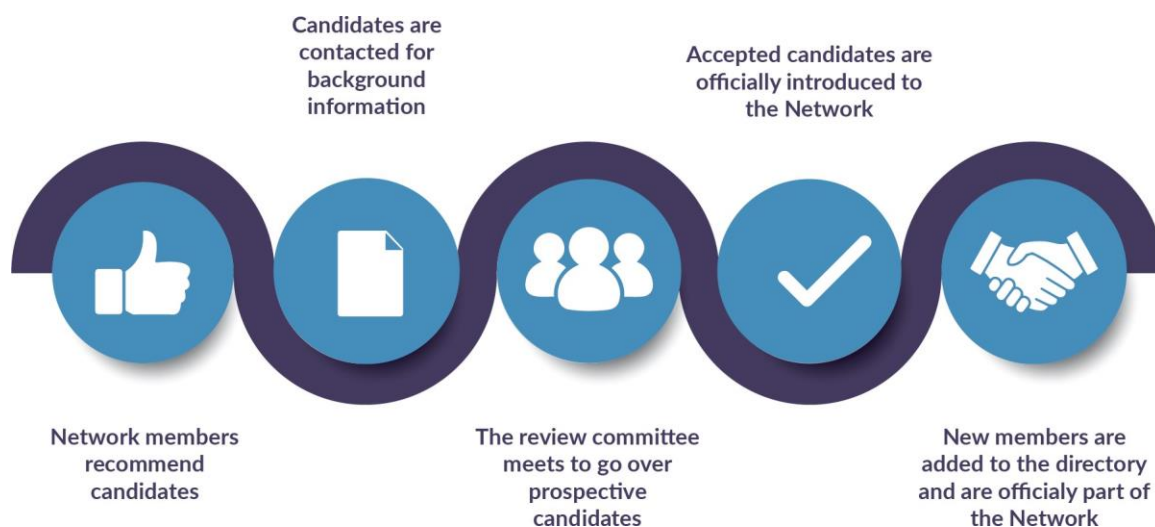 Network members
recommend
candidates
Candidates are
contacted for
background
information
The review committee
meets to go over
prospective
candidates
Accepted candidates are
officially introduced to
the Network
New members are
added to the directory
and are officialy part of
the Network